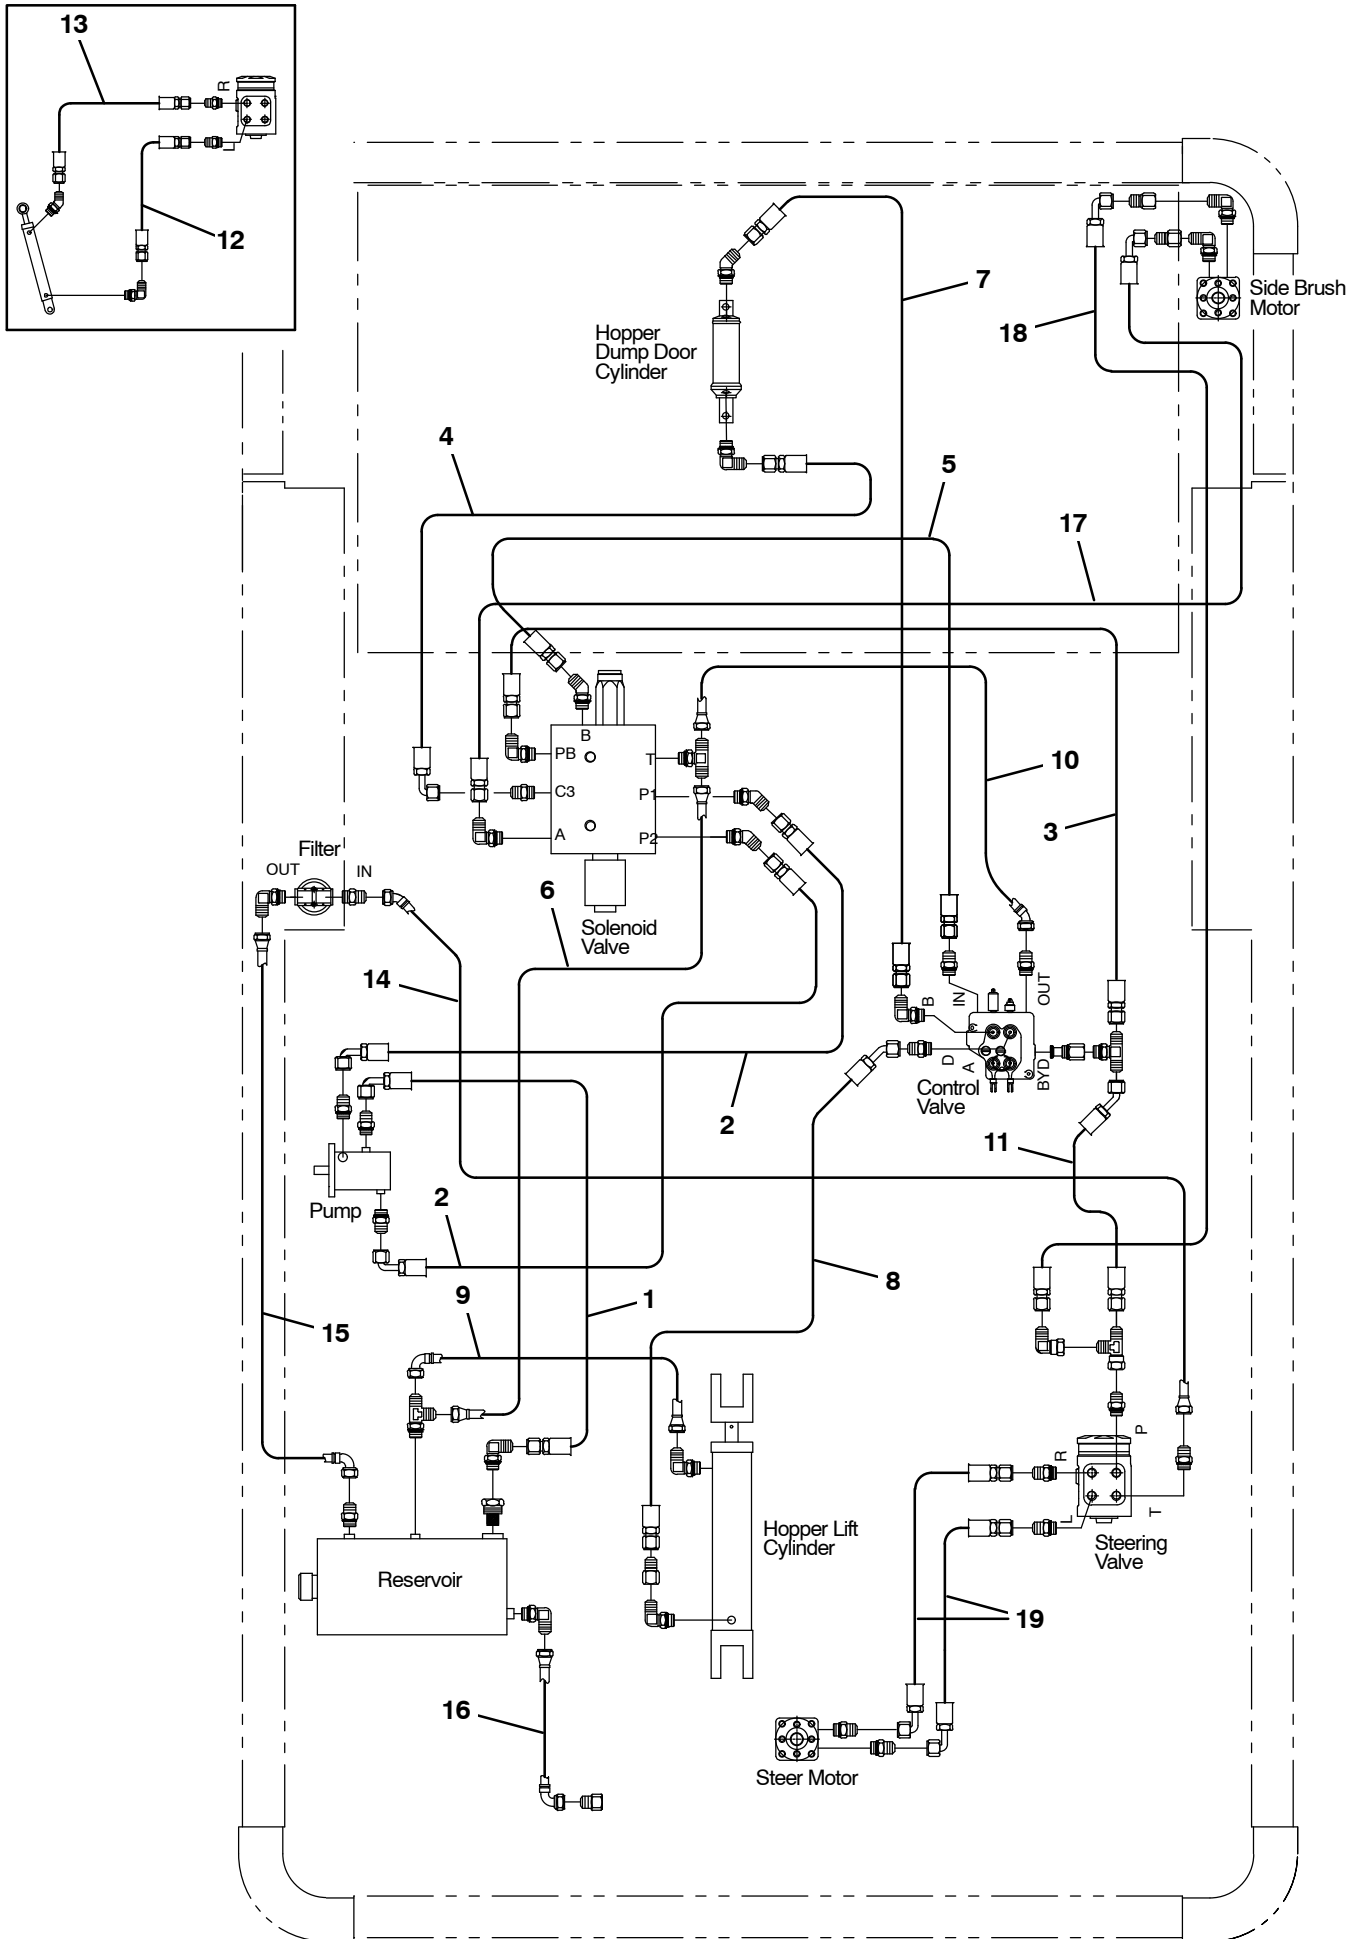 13
R
L
12
Side Brush
Motor
7
18
Hopper
Dump Door
Cylinder
4
5
17
B
PB
T
C3
P1
A
P2
10
3
Filter
OUT
IN
6
Solenoid
Valve
14
B
IN
OUT
D
A
BYD
Control
Valve
2
11
Pump
2
8
9
1
15
R
P
L
T
Hopper Lift
Cylinder
Steering
Valve
Reservoir
19
16
Steer Motor